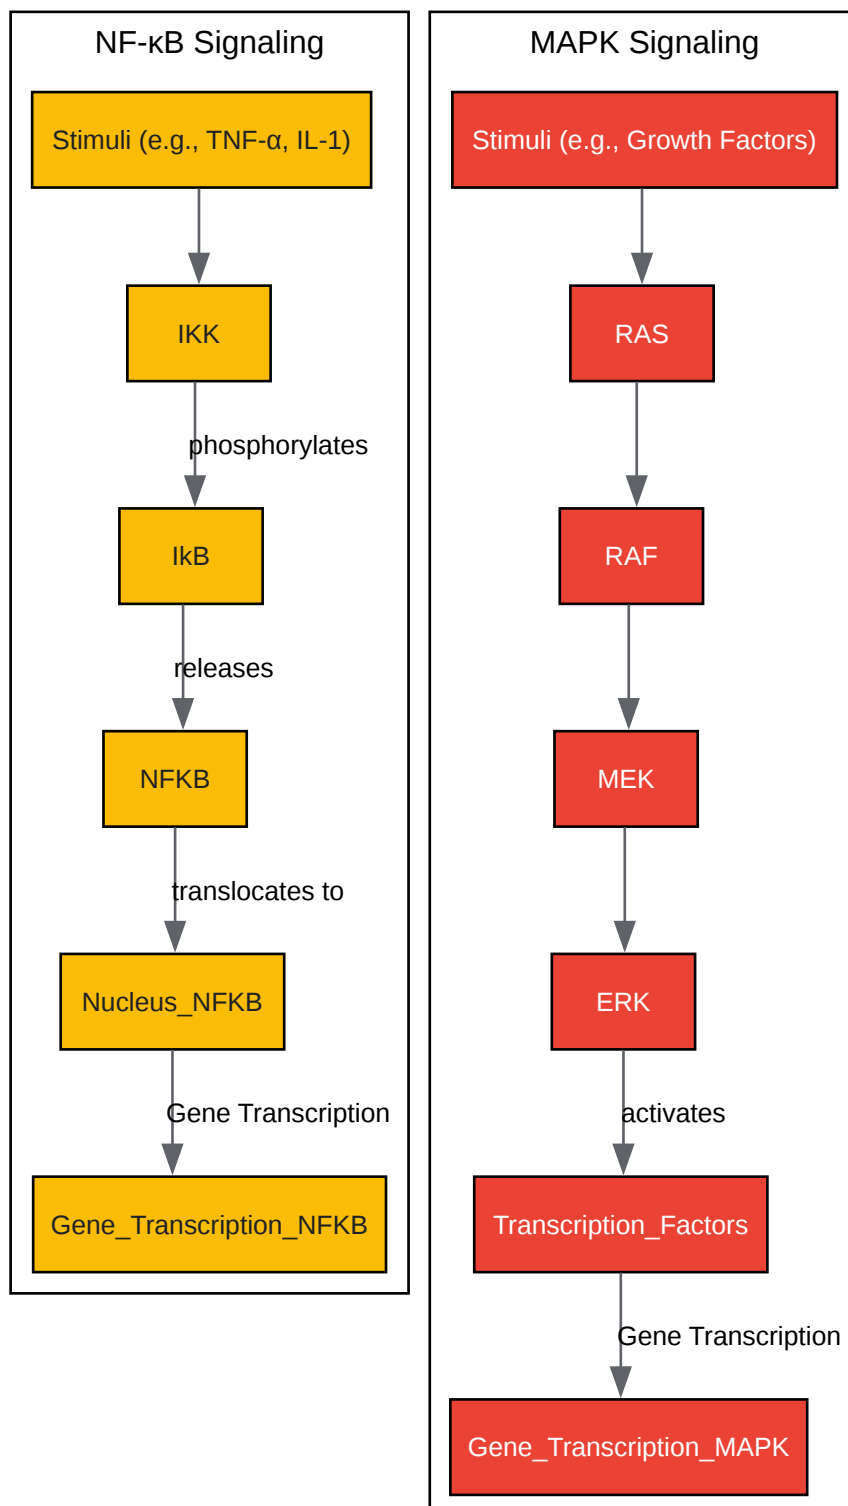 NF-κB Signaling
Stimuli (e.g., TNF-α, IL-1)
IKK
phosphorylates
IkB
releases
NFKB
translocates to
Nucleus_NFKB
Gene Transcription
Gene_Transcription_NFKB
MAPK Signaling
Stimuli (e.g., Growth Factors)
RAS
RAF
MEK
ERK
activates
Transcription_Factors
Gene Transcription
Gene_Transcription_MAPK